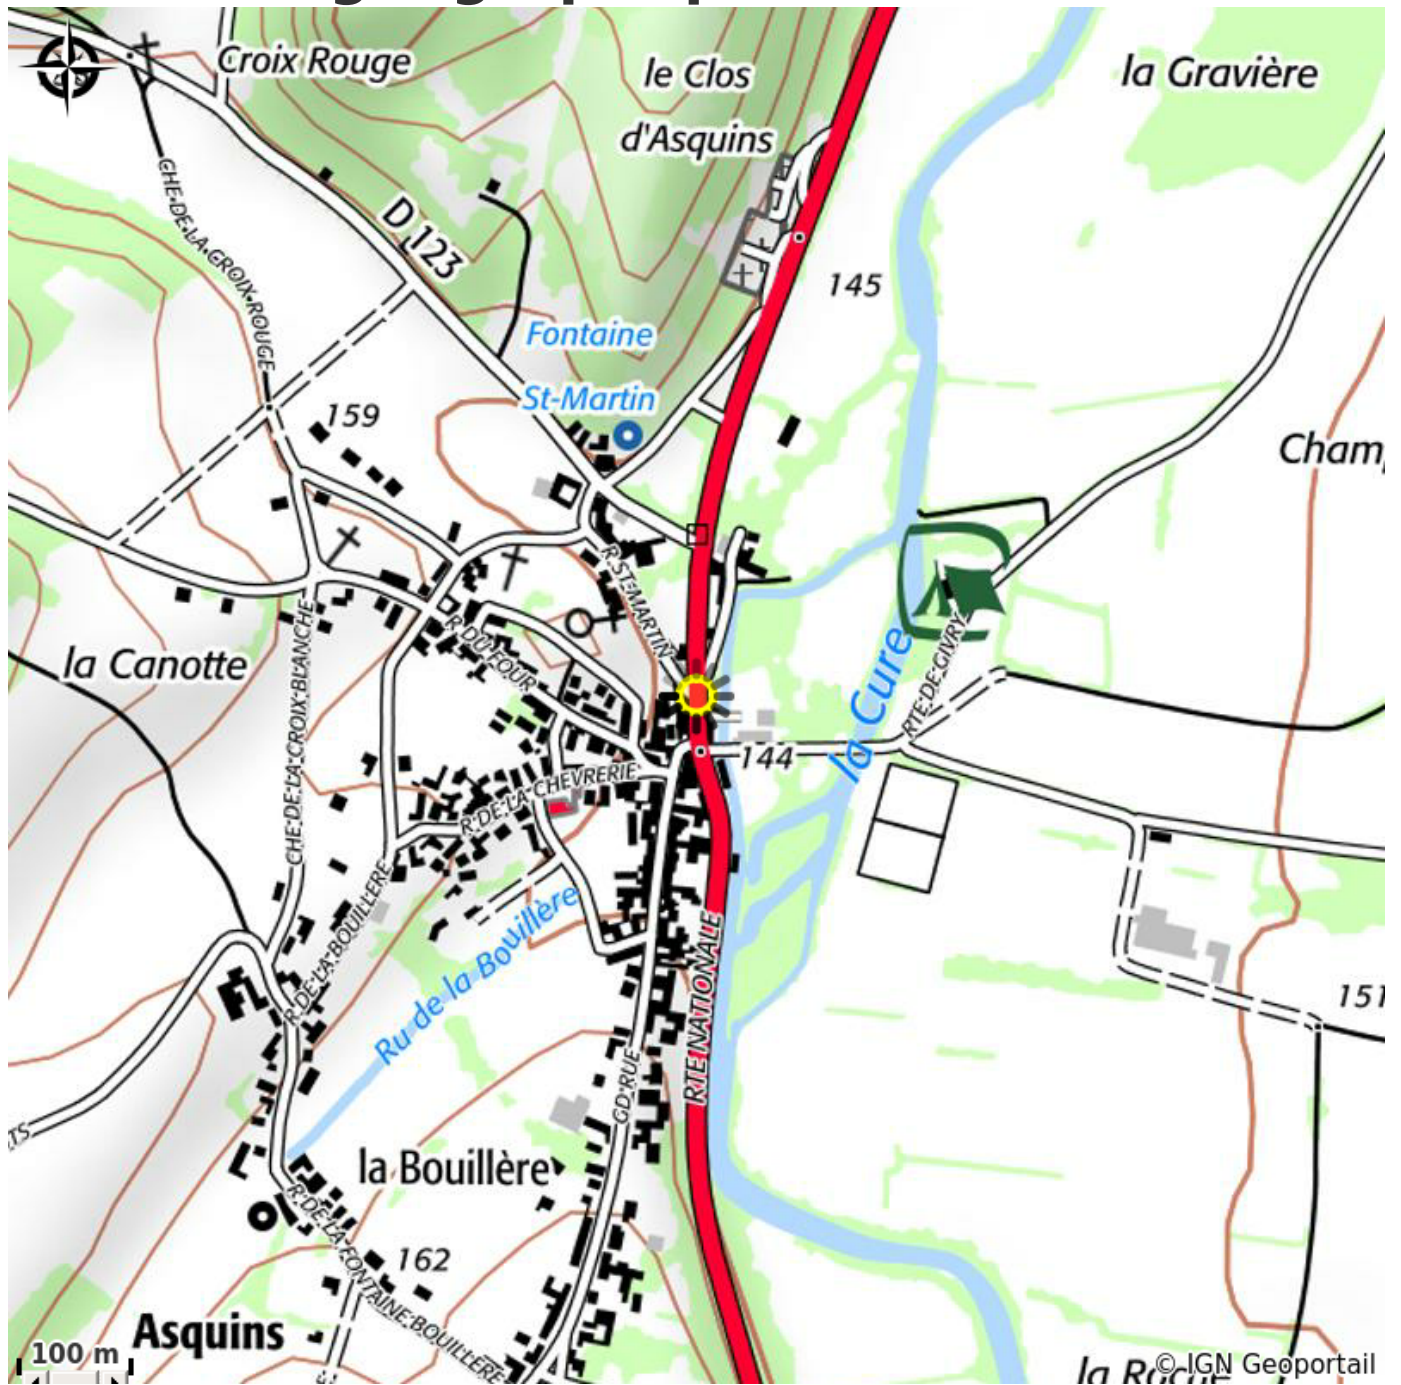 Croix Rouge
le Clos
d'Asquins
la Gravière
CHE DE LA CROIX ROUGE
D 123
145
Fontaine
St-Martin
159
Cham
R ST-MARTIN
R DU FOUR
la Canotte
CHE DE LA CROIX BLANCHE
la Cure
RTE DE GIVRY
144
R DE LA CHEVRERIE
R DE LA BOUILLÈRE
Ru de la Bouillère
RTE NATIONALE
151
GD RUE
TS
la Bouillère
R DE LA FONTAINE BOUILLÈRE
162
Asquins
100 m
© IGN Geoportail